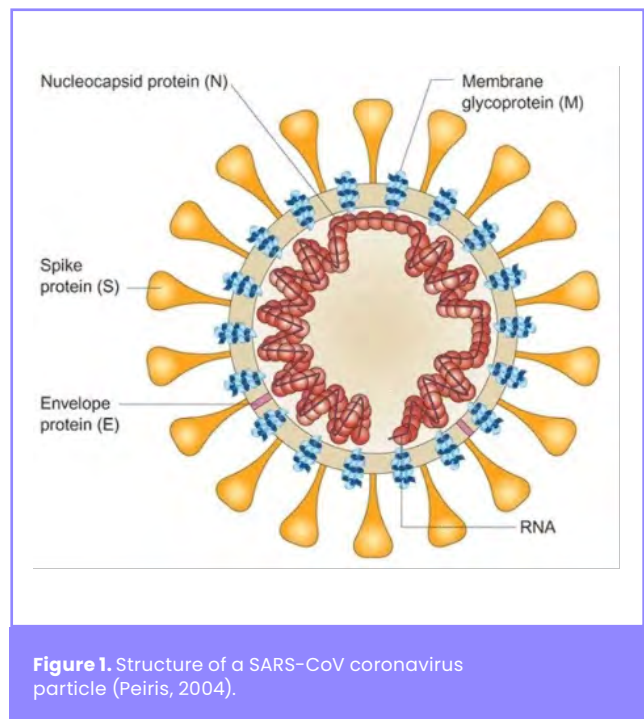 Nucleocapsid protein (N)
Membrane
glycoprotein (M)
Spike
protein (S)
Envelope
protein (E)
RNA
Figure 1. Structure of a SARS-CoV coronavirus
particle (Peiris, 2004).